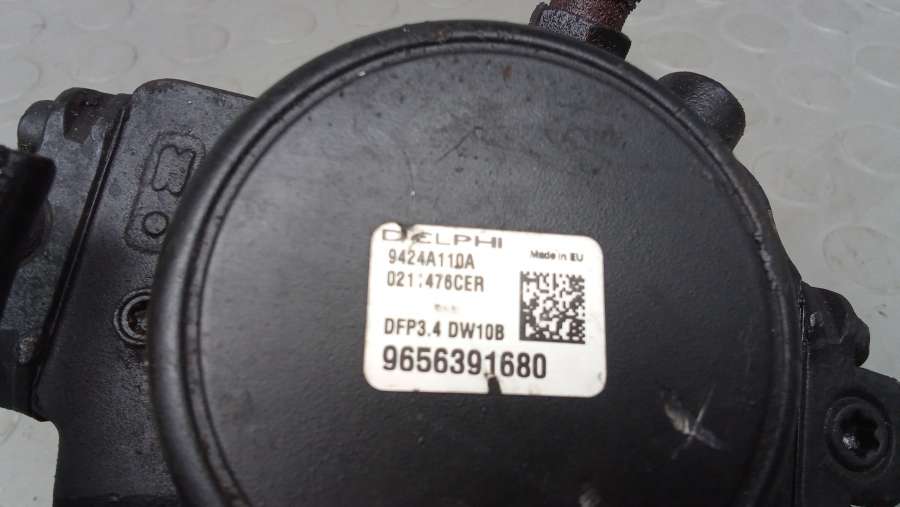 DELPHI
Made in EU
9424A110A
DFP3.4 DW10B
9656391680